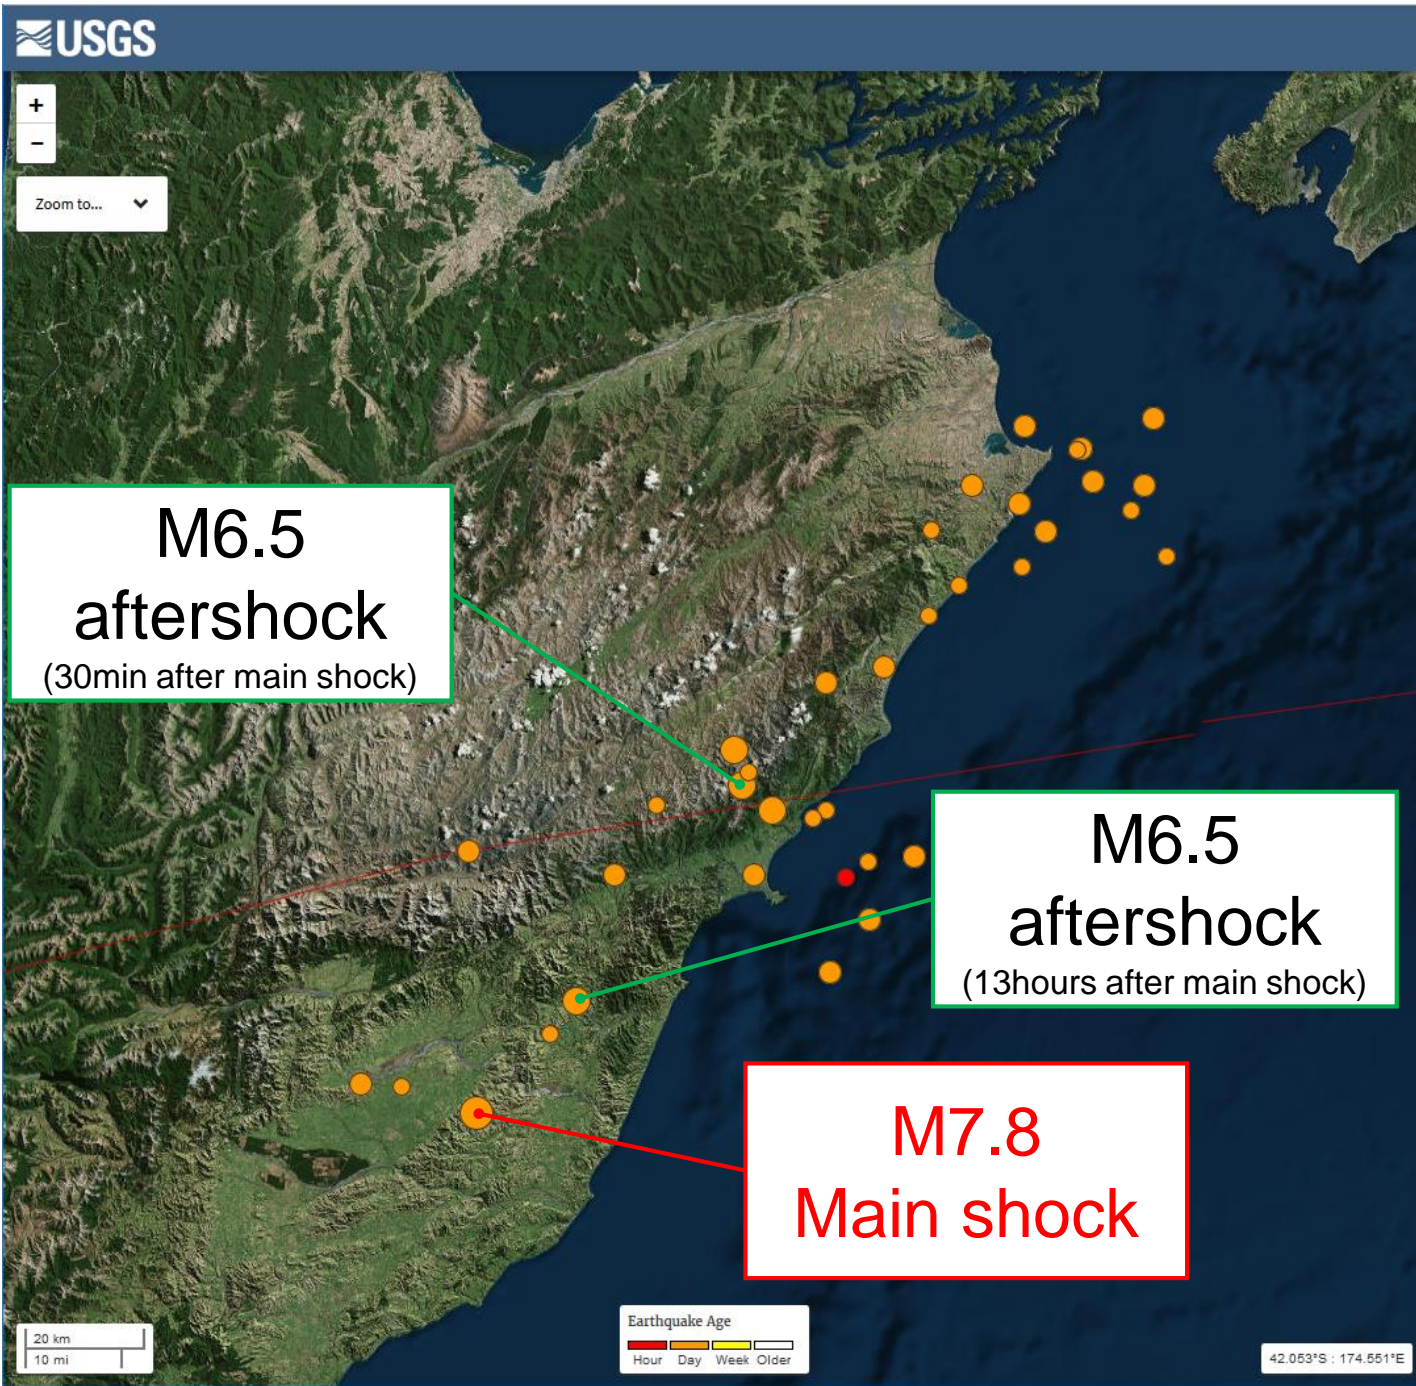 USGS
+
−
Zoom to...
M6.5
aftershock
(30min after main shock)
M6.5
aftershock
(13hours after main shock)
M7.8
Main shock
20 km
10 mi
Earthquake Age
Hour Day Week Older
42.053°S : 174.551°E